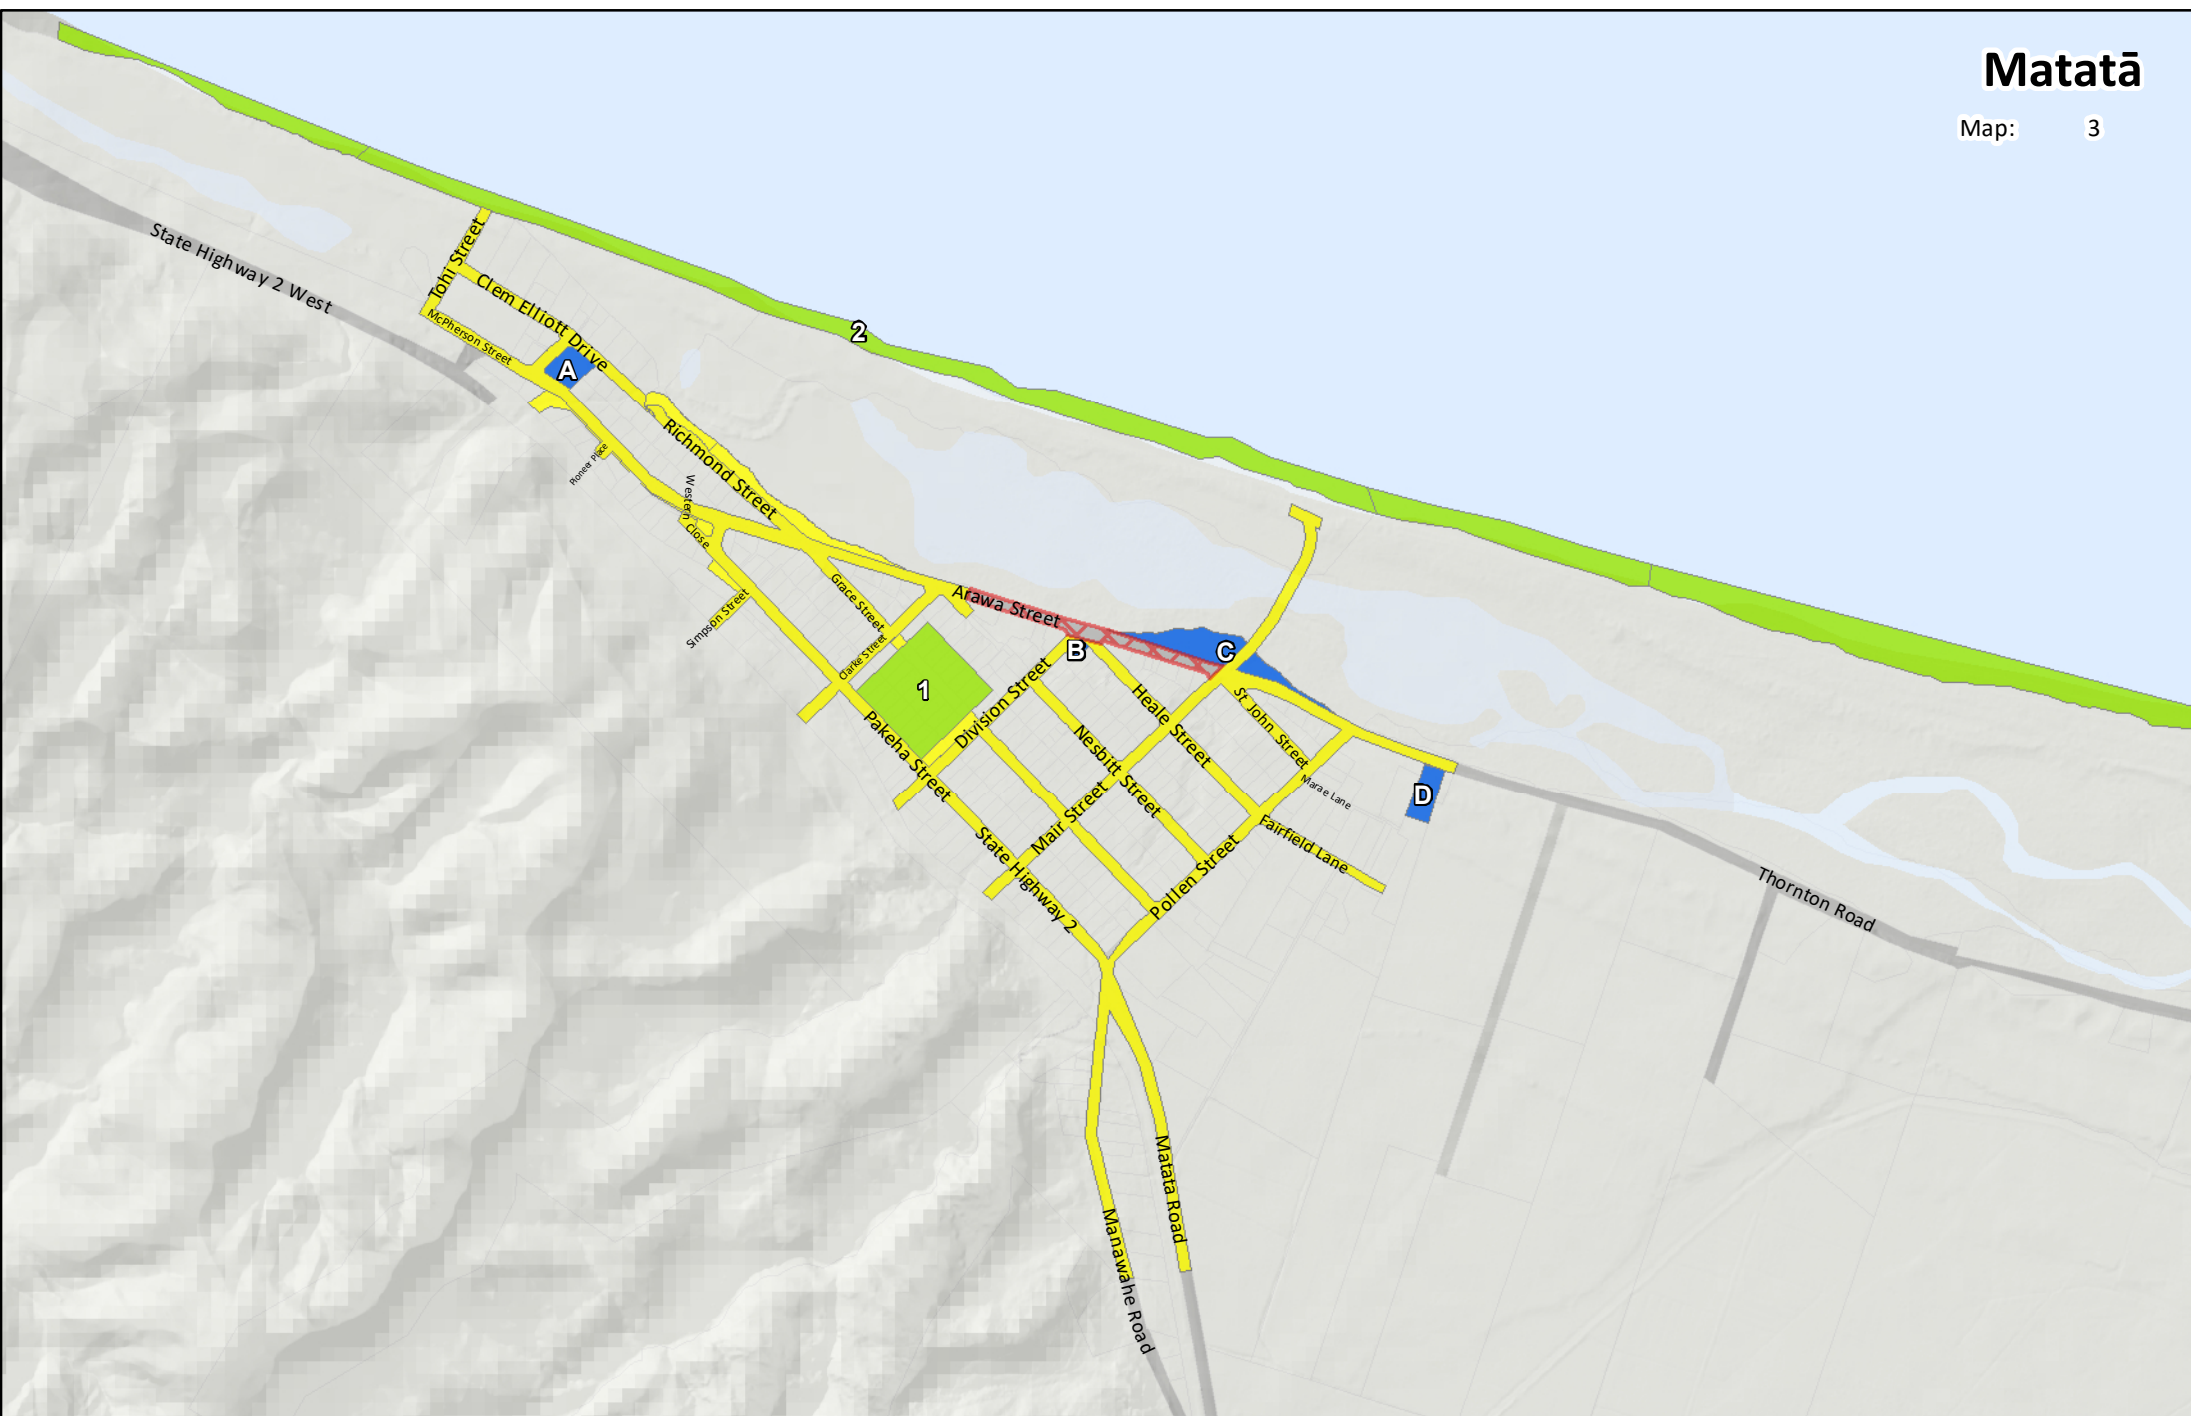 Matatā
Map: 3
State Highway 2 West
Tohi Street
Clem Elliott Drive
McPherson Street
A
2
Richmond Street
Pioneer Place
Western Close
Simpson Street
Grace Street
Clarke Street
Arawa Street
1
B
C
Division Street
Heale Street
St John Street
Nesbitt Street
Pakeha Street
Mair Street
Marae Lane
D
State Highway 2
Pollen Street
Fairfield Lane
Thornton Road
Matata Road
Manawahe Road